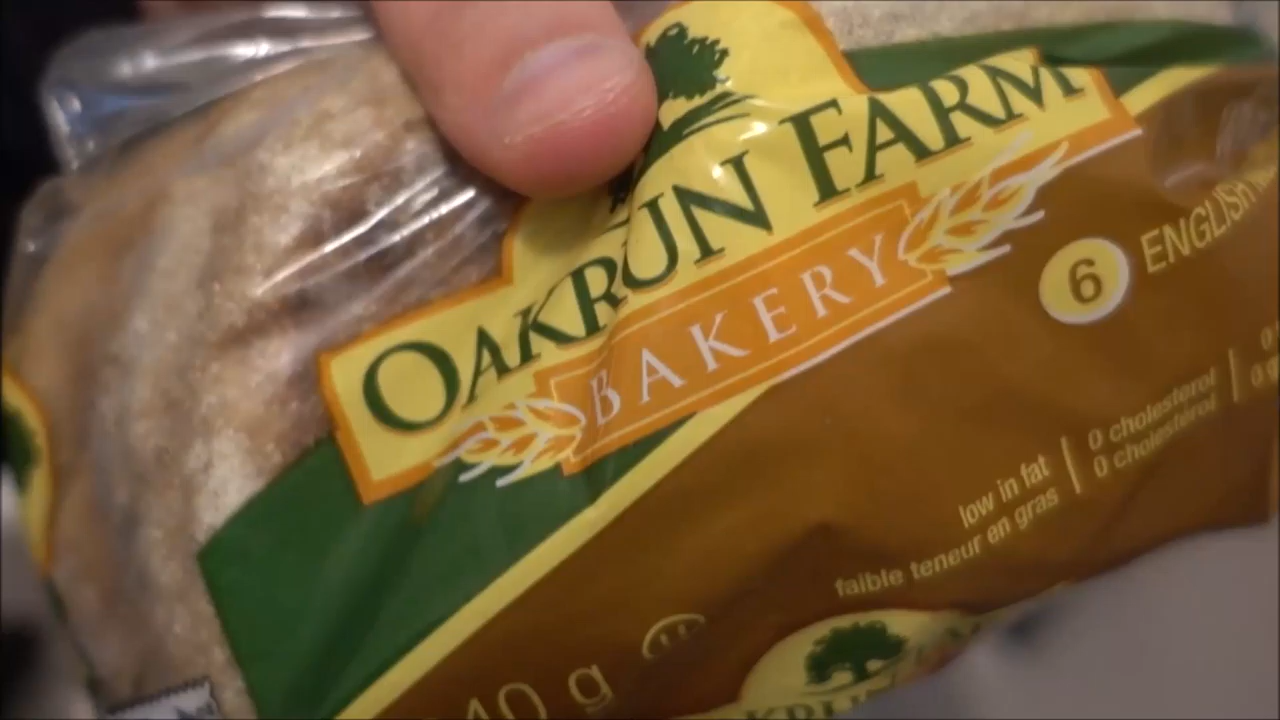 OAKRUN FARM
BAKERY
6 ENGLISH
low in fat
faible teneur en gras
0 cholesterol
0 cholestérol
g